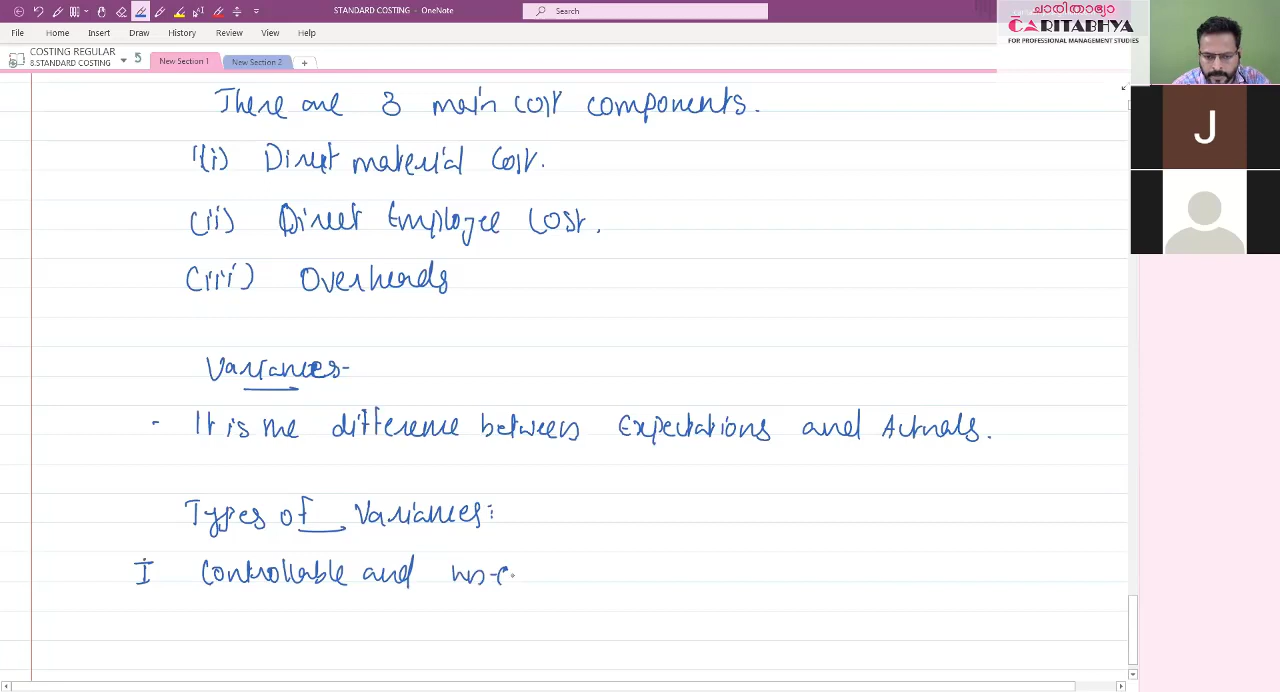 STANDARD COSTING - OneNote
Search
File Home Insert Draw History Review View Help
COSTING REGULAR
8.STANDARD COSTING
New Section 1
New Section 2
ചാരിതാഭ്യാ
CARITABHYA
FOR PROFESSIONAL MANAGEMENT STUDIES
J
There are 3 main cost components.
(i) Direct material Cost.
(ii) Direct Employee Cost.
(iii) Overheads
Variances-
- It is the difference between Expectations and Actuals.
Types of Variances:
I Controllable and